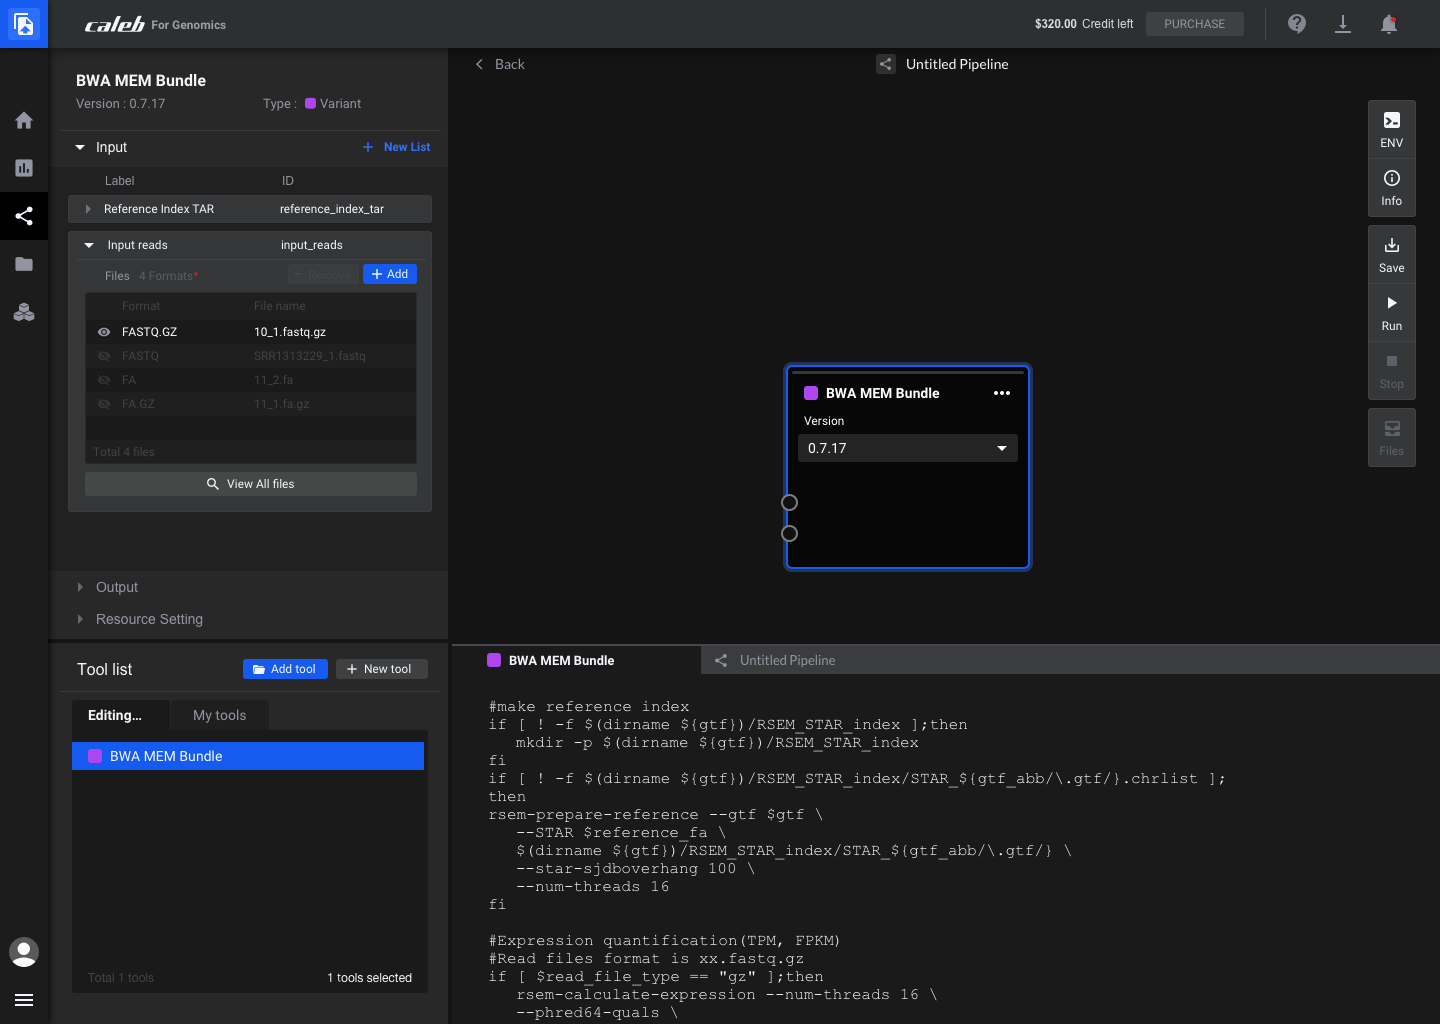 caleb For Genomics
$320.00 Credit left
PURCHASE
BWA MEM Bundle
Version : 0.7.17
Type : Variant
Input
New List
Label
ID
Reference Index TAR
reference_index_tar
Input reads
input_reads
Files
4 Formats*
Remove
Add
Format
File name
FASTQ.GZ
10_1.fastq.gz
FASTQ
SRR1313229_1.fastq
FA
11_2.fa
FA.GZ
11_1.fa.gz
Total 4 files
View All files
Output
Resource Setting
Tool list
Add tool
New tool
Editing...
My tools
BWA MEM Bundle
Total 1 tools
1 tools selected
Back
Untitled Pipeline
ENV
Info
Save
Run
Stop
Files
BWA MEM Bundle
Version
0.7.17
BWA MEM Bundle
Untitled Pipeline
#make reference index
if [ ! -f $(dirname ${gtf})/RSEM_STAR_index ];then
mkdir -p $(dirname ${gtf})/RSEM_STAR_index
fi
if [ ! -f $(dirname ${gtf})/RSEM_STAR_index/STAR_${gtf_abb/\.gtf/}.chrlist ];
then
rsem-prepare-reference --gtf $gtf \
--STAR $reference_fa \
$(dirname ${gtf})/RSEM_STAR_index/STAR_${gtf_abb/\.gtf/} \
--star-sjdboverhang 100 \
--num-threads 16
fi
#Expression quantification(TPM, FPKM)
#Read files format is xx.fastq.gz
if [ $read_file_type == "gz" ];then
rsem-calculate-expression --num-threads 16 \
--phred64-quals \